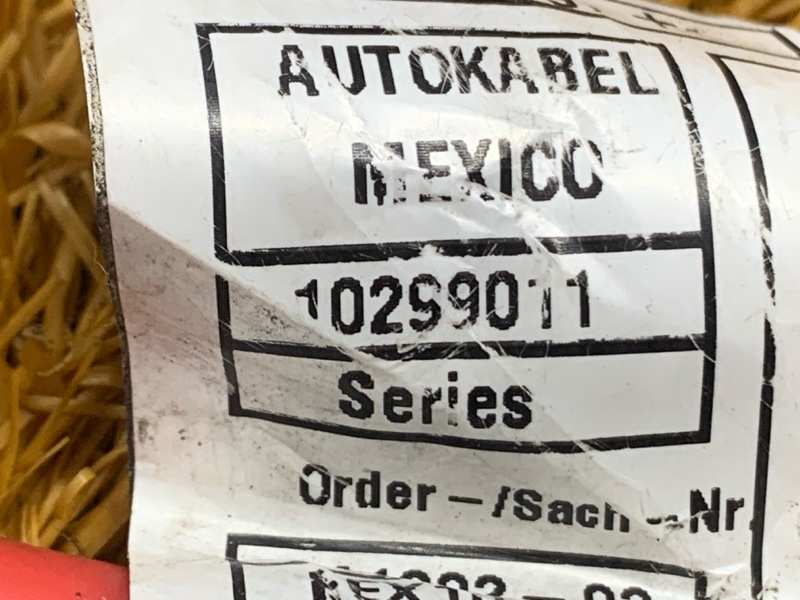 AUTOKABEL
MEXICO
10299011
Series
Order - /Sach - Nr.